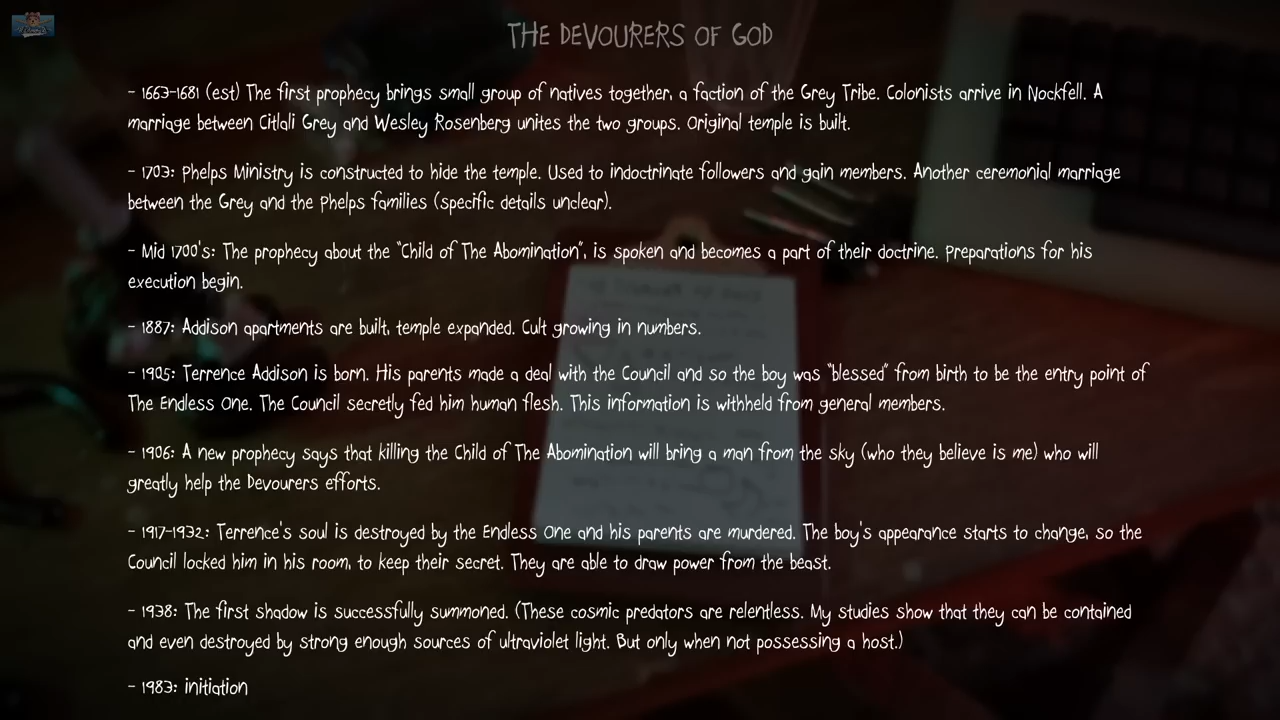 THE DEVOURERS OF GOD
- 1663-1681 (est) The first prophecy brings small group of natives together, a faction of the Grey Tribe. Colonists arrive in Nockfell. A
marriage between Citlali Grey and Wesley Rosenberg unites the two groups. Original temple is built.
- 1703: Phelps Ministry is constructed to hide the temple. Used to indoctrinate followers and gain members. Another ceremonial marriage
between the Grey and the Phelps families (specific details unclear).
- Mid 1700's: The prophecy about the "Child of The Abomination", is spoken and becomes a part of their doctrine. Preparations for his
execution begin.
- 1887: Addison apartments are built, temple expanded. Cult growing in numbers.
- 1905: Terrence Addison is born. His parents made a deal with the Council and so the boy was "blessed" from birth to be the entry point of
The Endless One. The Council secretly fed him human flesh. This information is withheld from general members.
- 1906: A new prophecy says that killing the Child of The Abomination will bring a man from the sky (who they believe is me) who will
greatly help the Devourers efforts.
- 1917-1932: Terrence's soul is destroyed by the Endless One and his parents are murdered. The boy's appearance starts to change, so the
Council locked him in his room, to keep their secret. They are able to draw power from the beast.
- 1938: The first shadow is successfully summoned. (These cosmic predators are relentless. My studies show that they can be contained
and even destroyed by strong enough sources of ultraviolet light. But only when not possessing a host.)
- 1983: initiation